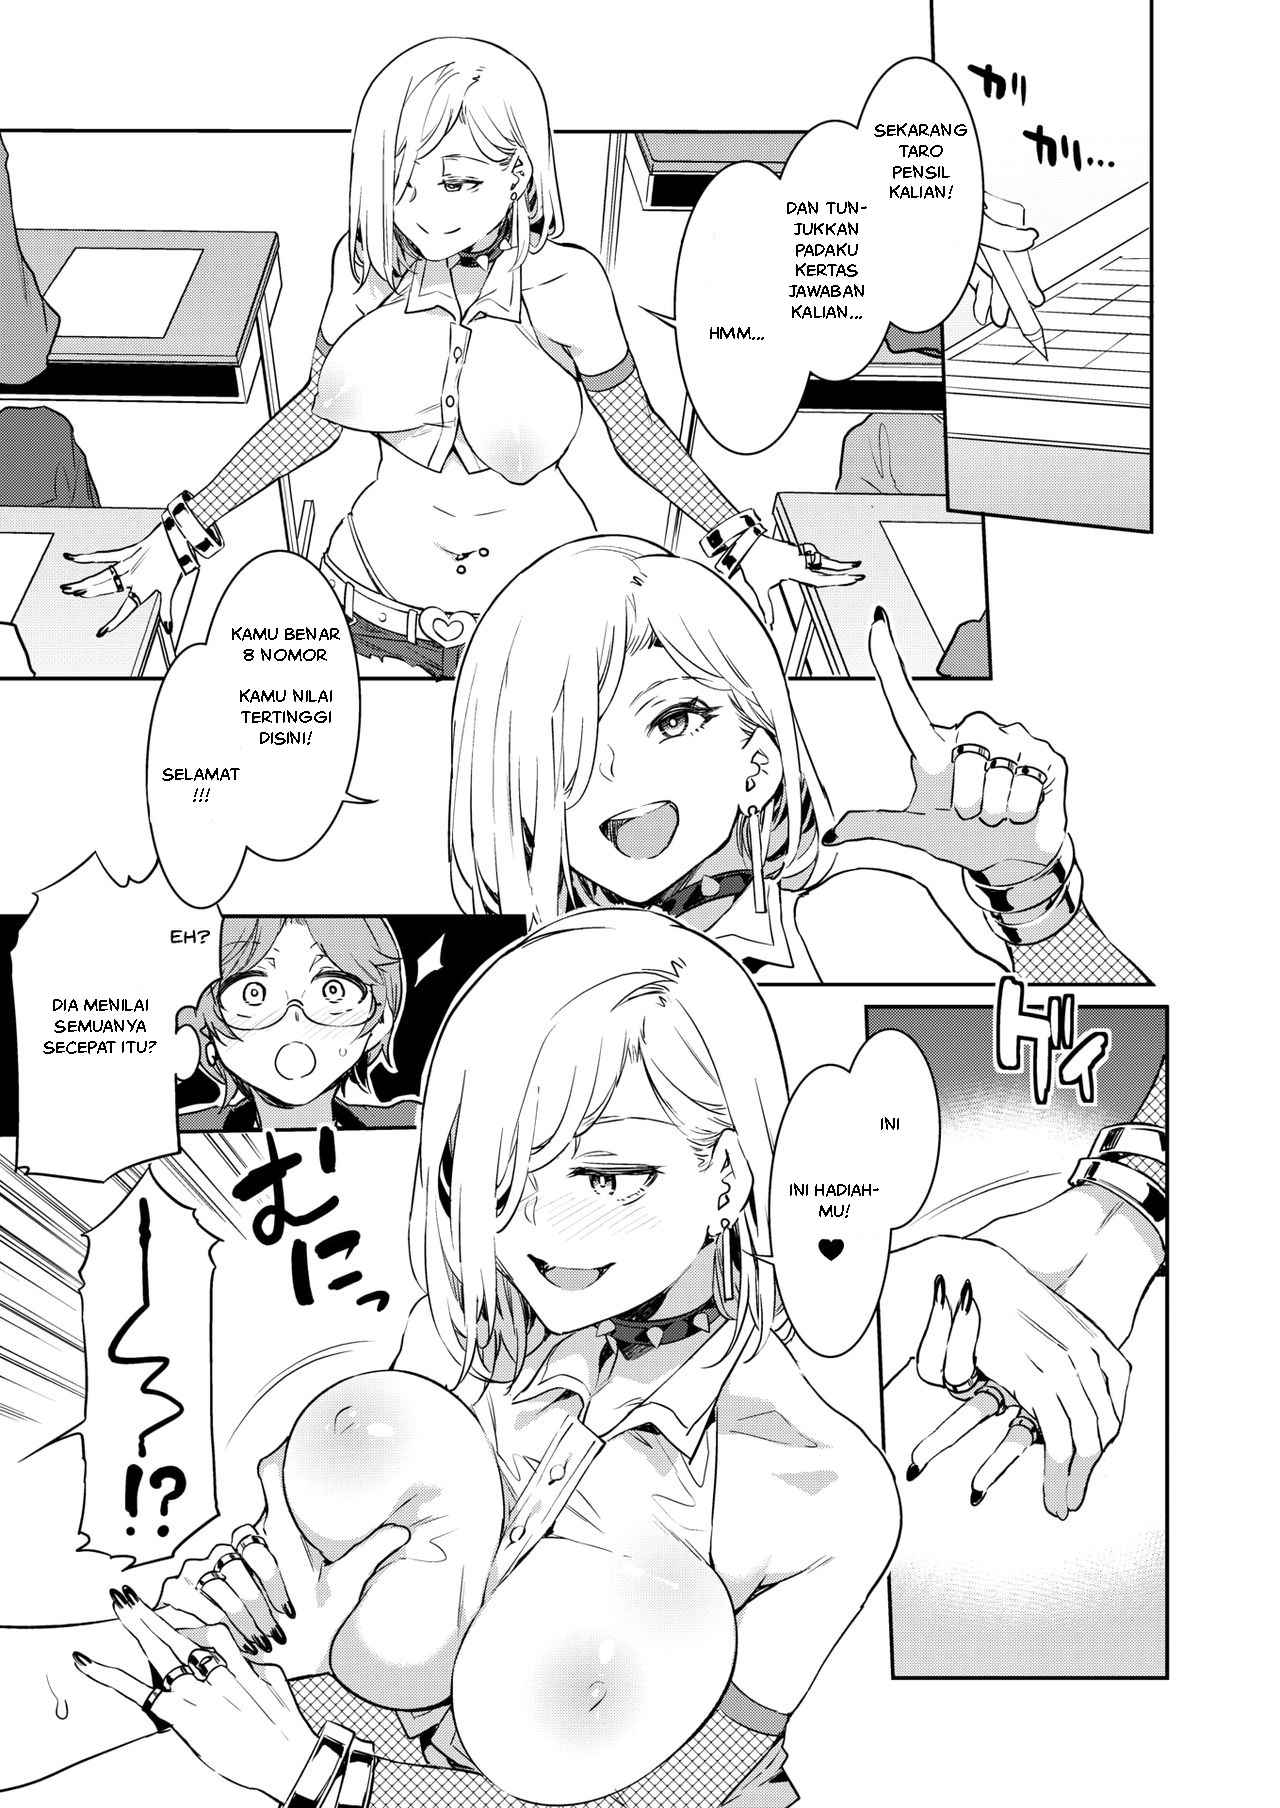 カリ
カリ...
SEKARANG
TARO
PENSIL
KALIAN!
DAN TUN-
JUKKAN
PADAKU
KERTAS
JAWABAN
KALIAN...
HMM...
KAMU BENAR
8 NOMOR
KAMU NILAI
TERTINGGI
DISINI!
SELAMAT
!!!
EH?
DIA MENILAI
SEMUANYA
SECEPAT ITU?
グイ
INI
INI HADIAH-
MU!
むにっ
!?